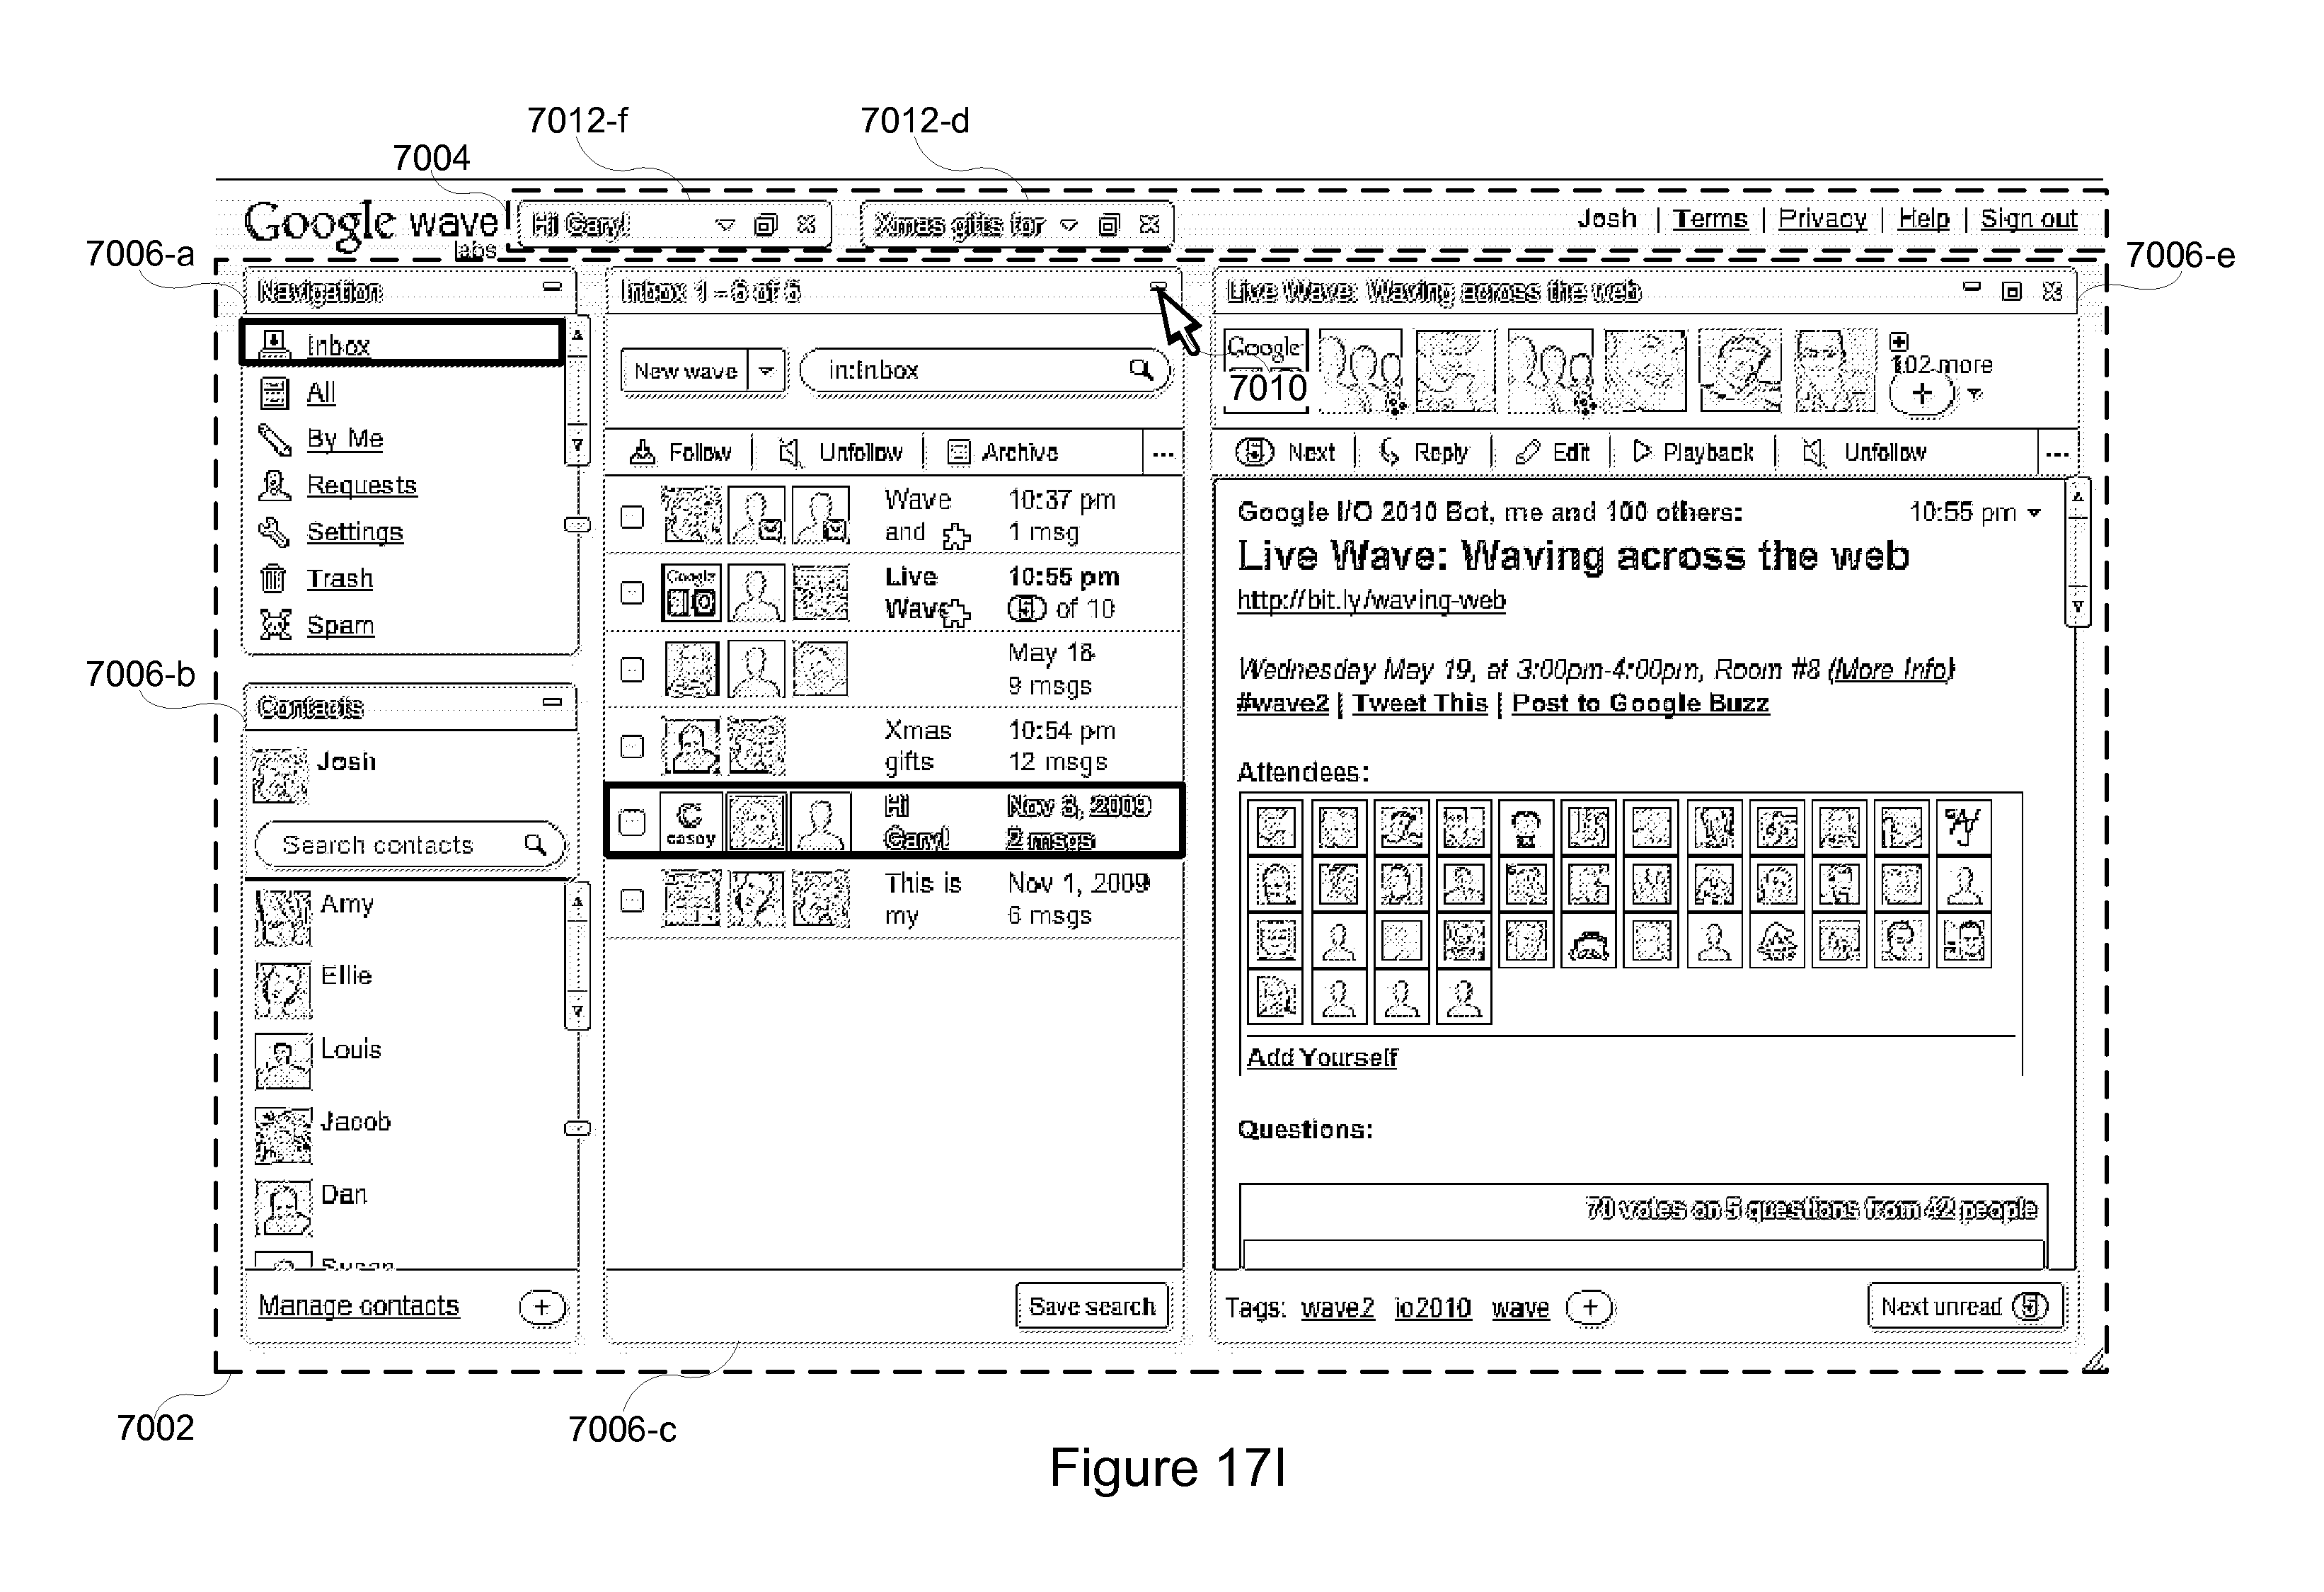 7012-f
7012-d
7004
Google wave
labs
Hi Caryl
Xmas gifts for
Josh | Terms | Privacy | Help | Sign out
7006-a
7006-e
Navigation
Inbox
All
By Me
Requests
Settings
Trash
Spam
7006-b
Contacts
Josh
Search contacts
Amy
Ellie
Louis
Jacob
Dan
Susan
Manage contacts
7002
Inbox 1 - 6 of 6
New wave
in:inbox
Follow | Unfollow | Archive ...
Wave 10:37 pm
and 1 msg
Google
Live 10:55 pm
Wave of 10
May 18
9 msgs
Xmas 10:54 pm
gifts 12 msgs
casey
Hi Nov 3, 2009
Caryl 2 msgs
This is Nov 1, 2009
my 6 msgs
Save search
7006-c
Live Wave: Waving across the web
Google
7010
102 more
Next | Reply | Edit | Playback | Unfollow ...
Google I/O 2010 Bot, me and 100 others: 10:55 pm
Live Wave: Waving across the web
http://bit.ly/waving-web
Wednesday May 19, at 3:00pm-4:00pm, Room #8 (More Info)
#wave2 | Tweet This | Post to Google Buzz
Attendees:
Add Yourself
Questions:
70 votes on 5 questions from 42 people
Tags: wave2 io2010 wave
Next unread
Figure 17I